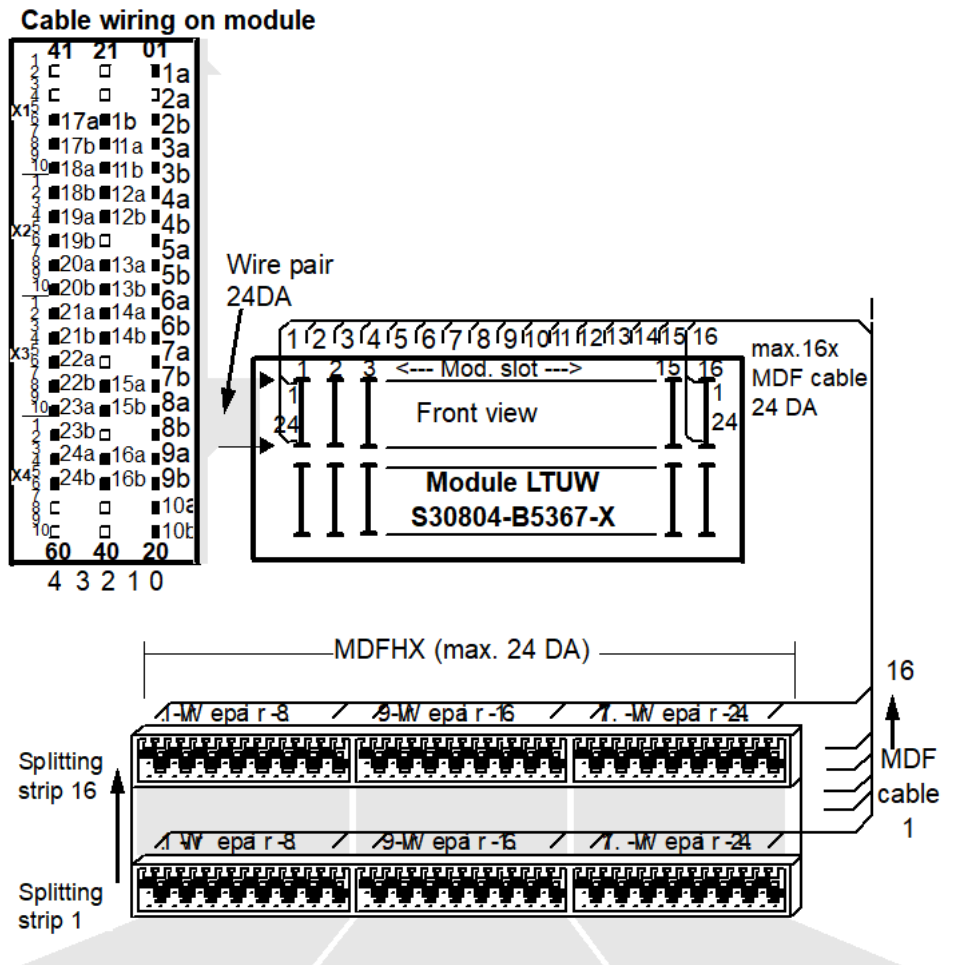 Cable wiring on module
41 21 01
1a
2a
17a 1b 2b
17b 11a 3a
18a 11b 3b
18b 12a 4a
19a 12b 4b
19b 5a
20a 13a 5b
20b 13b 6a
21a 14a 6b
21b 14b 7a
22a 7b
22b 15a 8a
23a 15b 8b
23b 9a
24a 16a 9b
24b 16b 10a
60 40 20
4 3 2 1 0
X1
X2
X3
X4
Wire pair
24DA
1 2 3 4 5 6 7 8 9 10 11 12 13 14 15 16
1 2 3 <--- Mod. slot ---> 15 16
1
24
Front view
1
24
max.16x
MDF cable
24 DA
Module LTUW
S30804-B5367-X
MDFHX (max. 24 DA)
16
MDF
cable
1
Splitting
strip 16
Splitting
strip 1